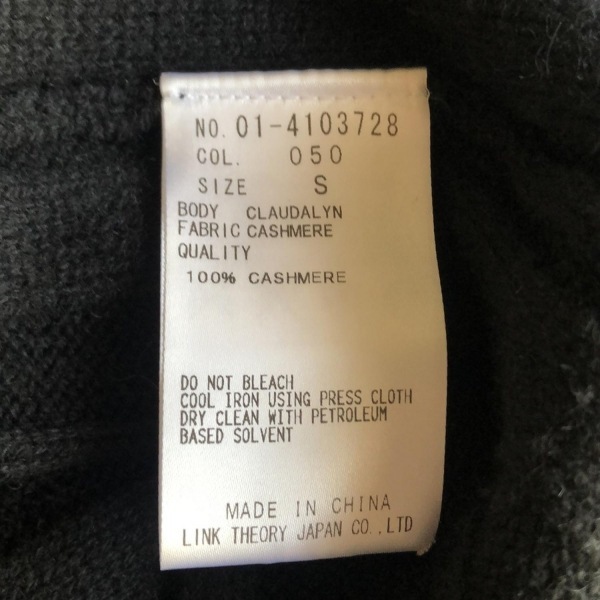 NO. 01-4103728
COL. 050
SIZE S
BODY CLAUDALYN
FABRIC CASHMERE
QUALITY
100% CASHMERE
DO NOT BLEACH
COOL IRON USING PRESS CLOTH
DRY CLEAN WITH PETROLEUM
BASED SOLVENT
MADE IN CHINA
LINK THEORY JAPAN CO.,LTD